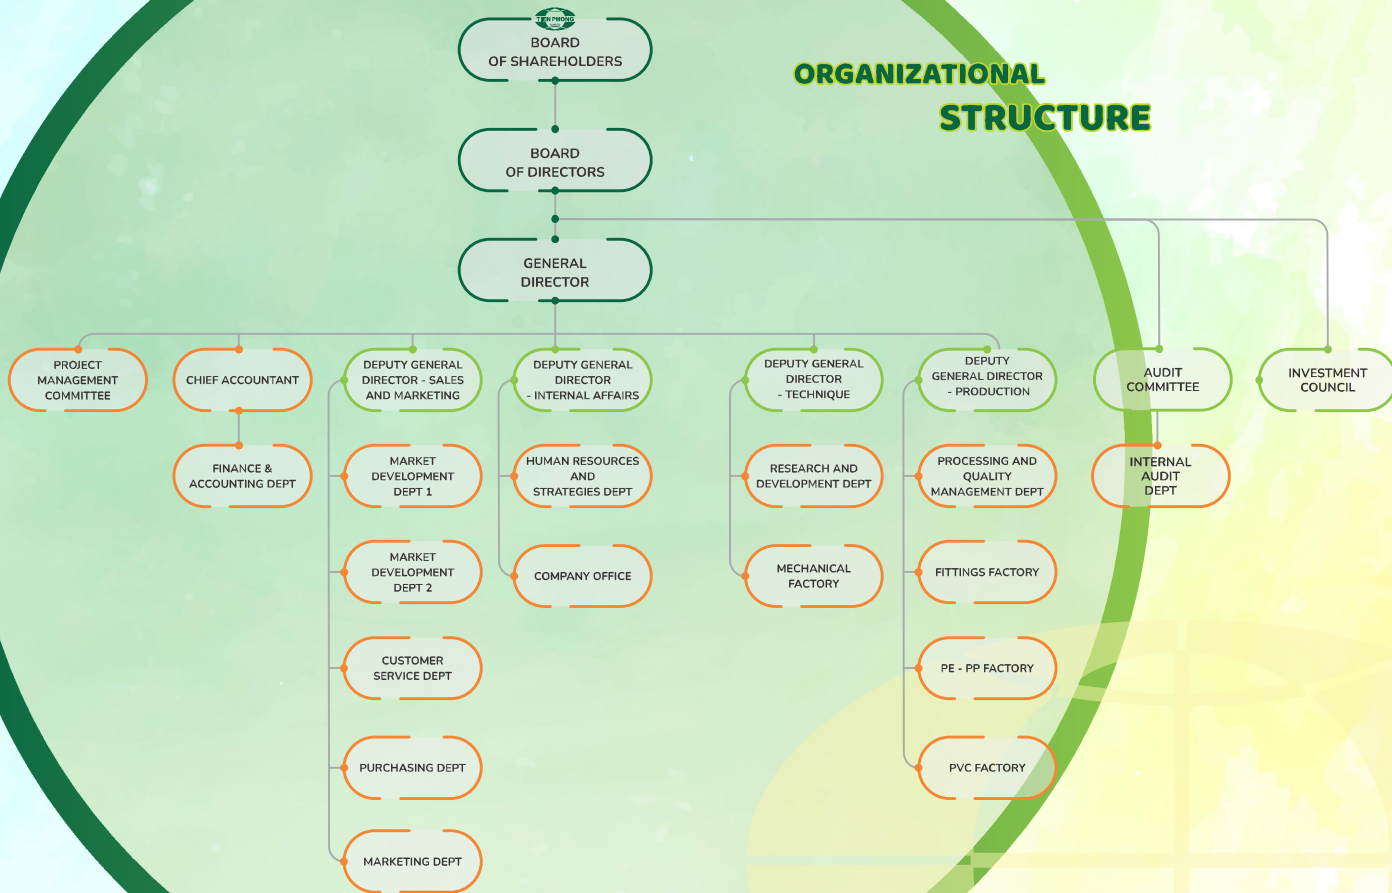 TIEN PHONG
BOARD
OF SHAREHOLDERS
ORGANIZATIONAL
STRUCTURE
BOARD
OF DIRECTORS
GENERAL
DIRECTOR
PROJECT
MANAGEMENT
COMMITTEE
CHIEF ACCOUNTANT
FINANCE &
ACCOUNTING DEPT
DEPUTY GENERAL
DIRECTOR - SALES
AND MARKETING
MARKET
DEVELOPMENT
DEPT 1
MARKET
DEVELOPMENT
DEPT 2
CUSTOMER
SERVICE DEPT
PURCHASING DEPT
MARKETING DEPT
DEPUTY GENERAL
DIRECTOR
- INTERNAL AFFAIRS
HUMAN RESOURCES
AND
STRATEGIES DEPT
COMPANY OFFICE
DEPUTY GENERAL
DIRECTOR
- TECHNIQUE
RESEARCH AND
DEVELOPMENT DEPT
MECHANICAL
FACTORY
DEPUTY
GENERAL DIRECTOR
- PRODUCTION
PROCESSING AND
QUALITY
MANAGEMENT DEPT
FITTINGS FACTORY
PE - PP FACTORY
PVC FACTORY
AUDIT
COMMITTEE
INTERNAL
AUDIT
DEPT
INVESTMENT
COUNCIL